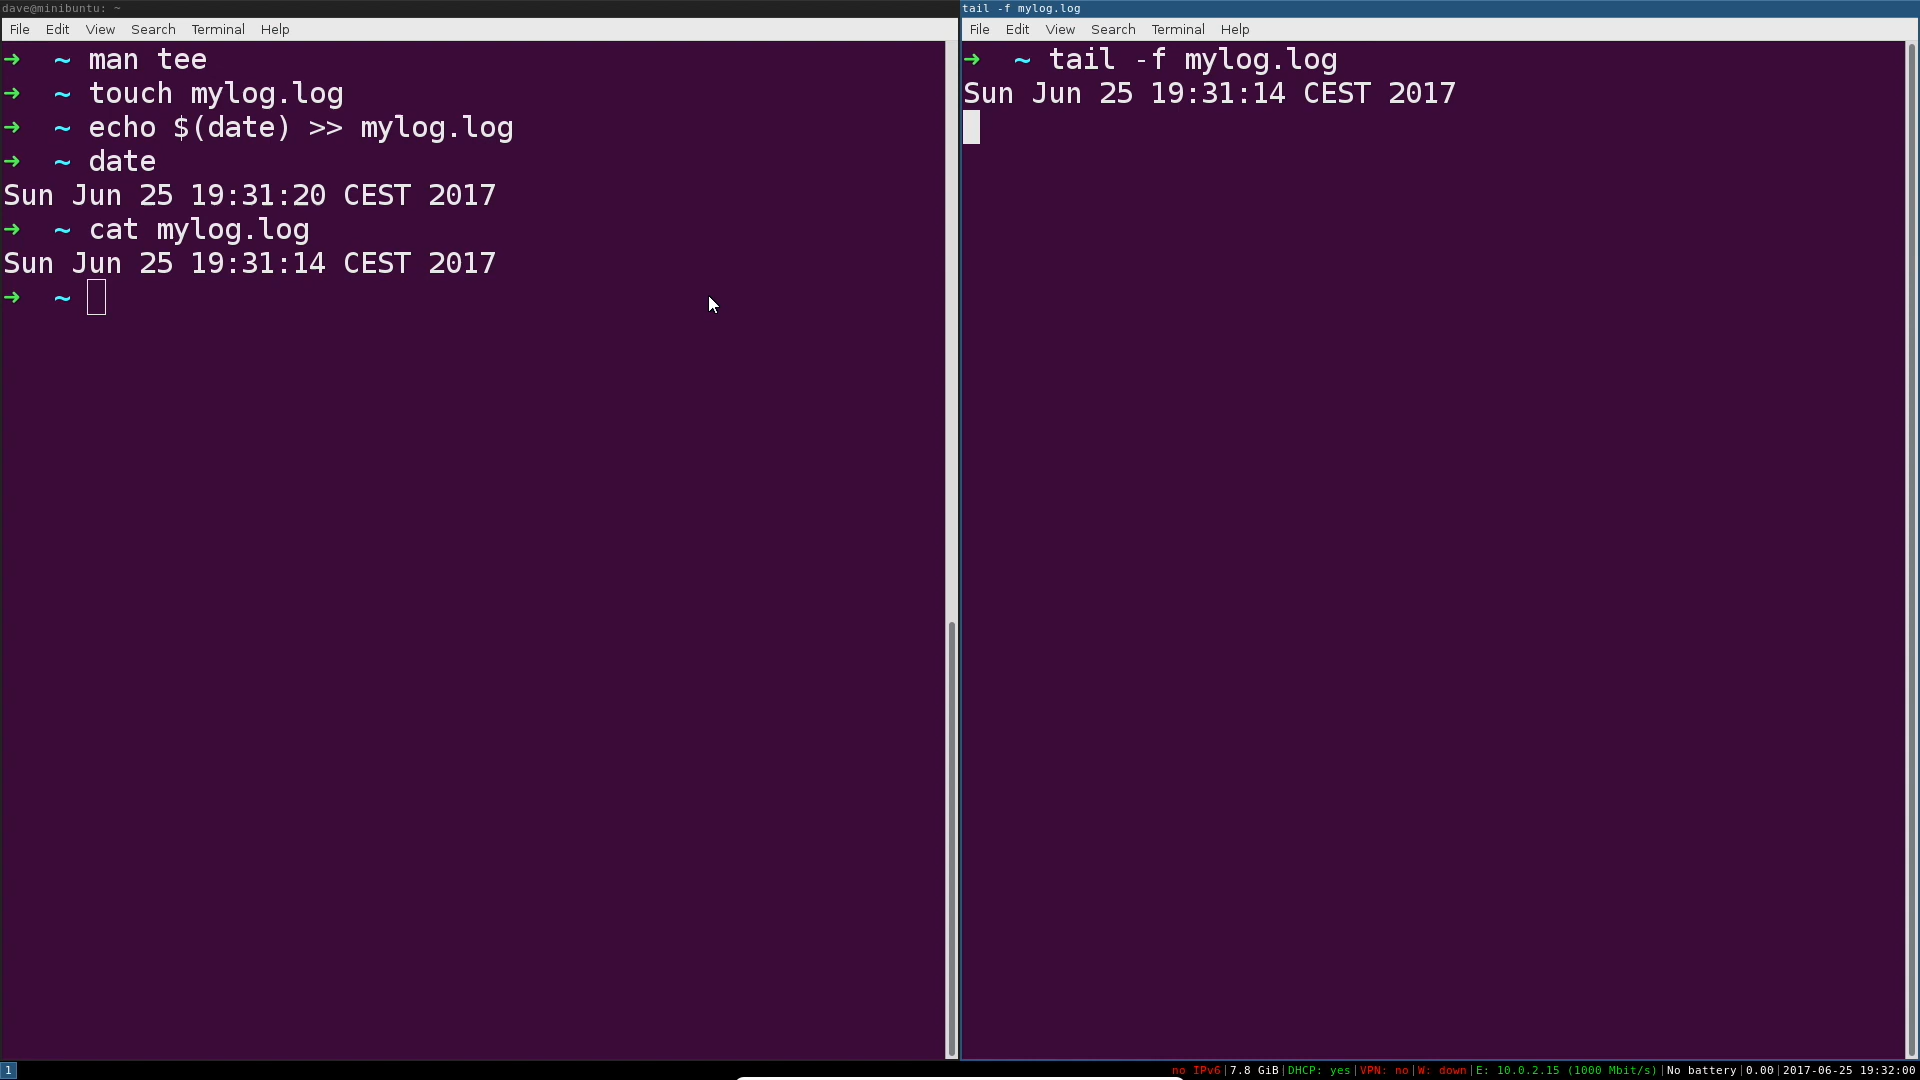 dave@minibuntu: ~
File Edit View Search Terminal Help
➜ ~ man tee
➜ ~ touch mylog.log
➜ ~ echo $(date) >> mylog.log
➜ ~ date
Sun Jun 25 19:31:20 CEST 2017
➜ ~ cat mylog.log
Sun Jun 25 19:31:14 CEST 2017
➜ ~
tail -f mylog.log
File Edit View Search Terminal Help
➜ ~ tail -f mylog.log
Sun Jun 25 19:31:14 CEST 2017
1
no IPv6|7.8 GiB|DHCP: yes|VPN: no|W: down|E: 10.0.2.15 (1000 Mbit/s)|No battery|0.00|2017-06-25 19:32:00